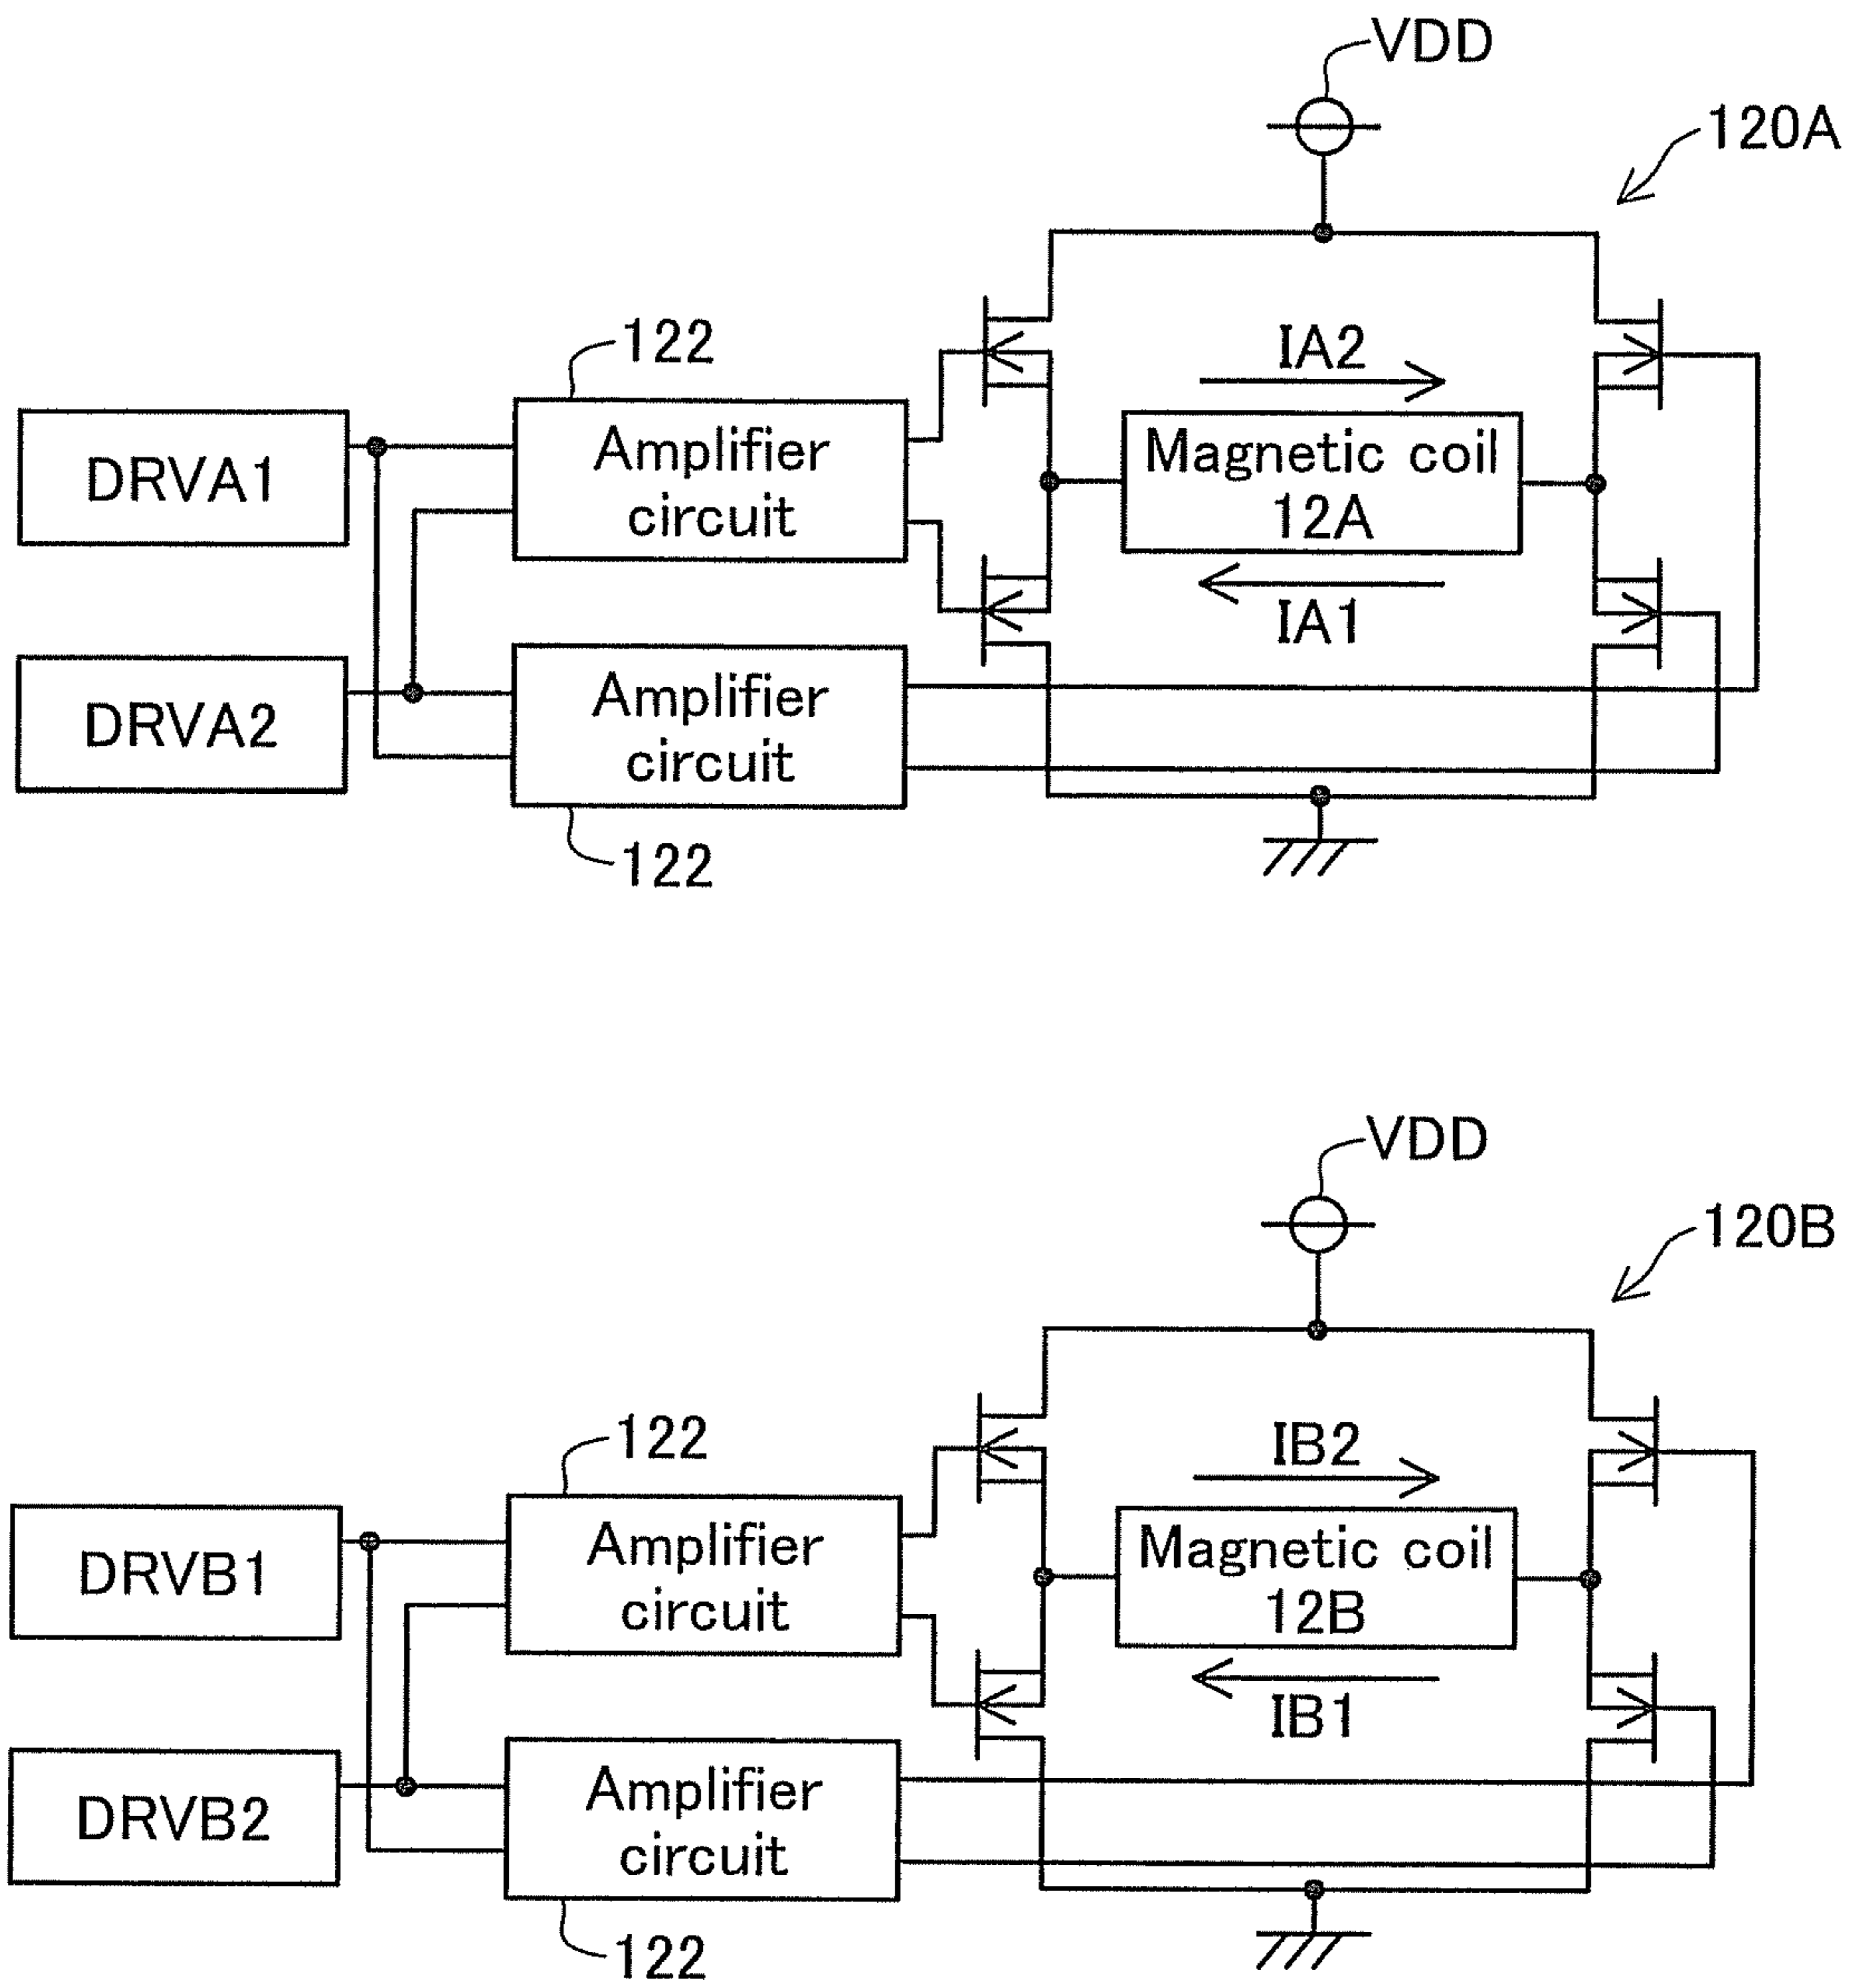 VDD
120A
122
IA2
DRVA1
Amplifier
circuit
Magnetic coil
12A
IA1
DRVA2
Amplifier
circuit
122
VDD
120B
122
IB2
DRVB1
Amplifier
circuit
Magnetic coil
12B
IB1
DRVB2
Amplifier
circuit
122